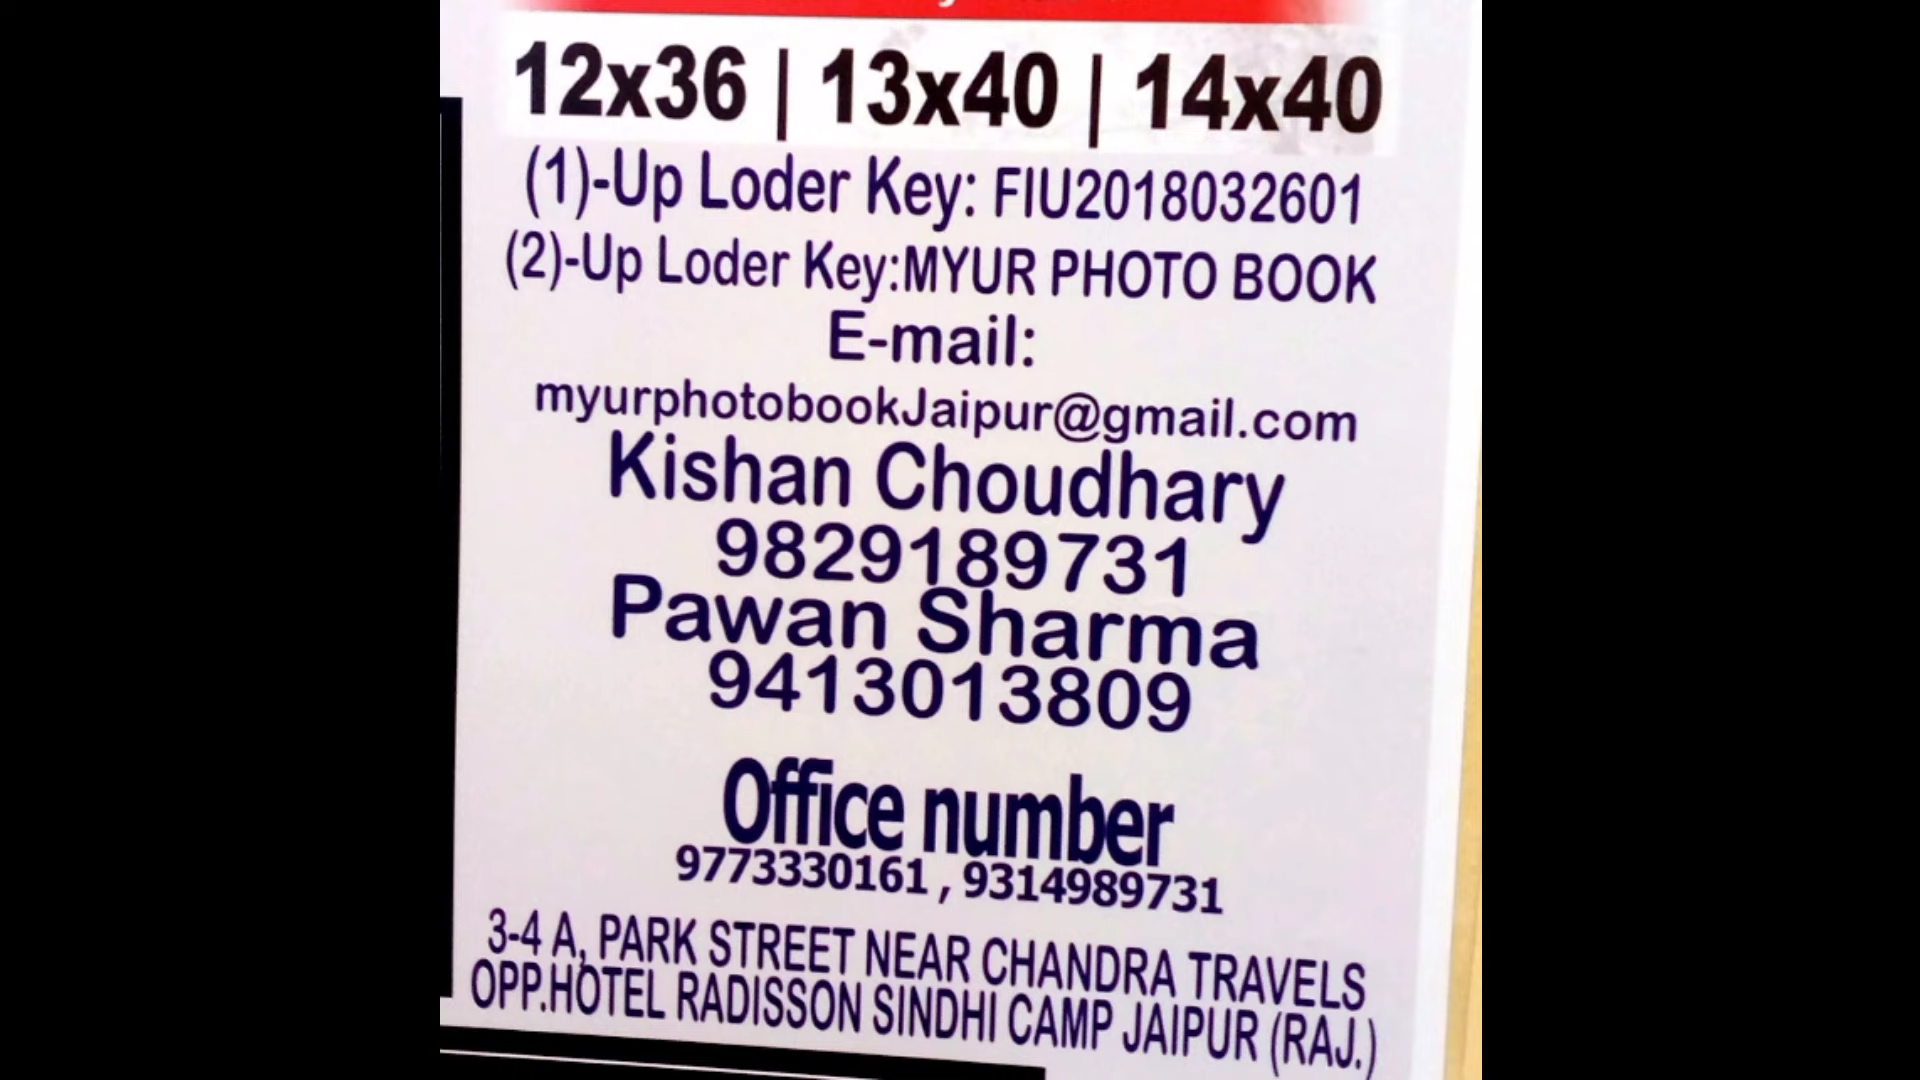 12x36 | 13x40 | 14x40
(1)-Up Loder Key: FIU2018032601
(2)-Up Loder Key:MYUR PHOTO BOOK
E-mail:
myurphotobookJaipur@gmail.com
Kishan Choudhary
9829189731
Pawan Sharma
9413013809
Office number
9773330161 , 9314989731
3-4 A, PARK STREET NEAR CHANDRA TRAVELS
OPP.HOTEL RADISSON SINDHI CAMP JAIPUR (RAJ.)